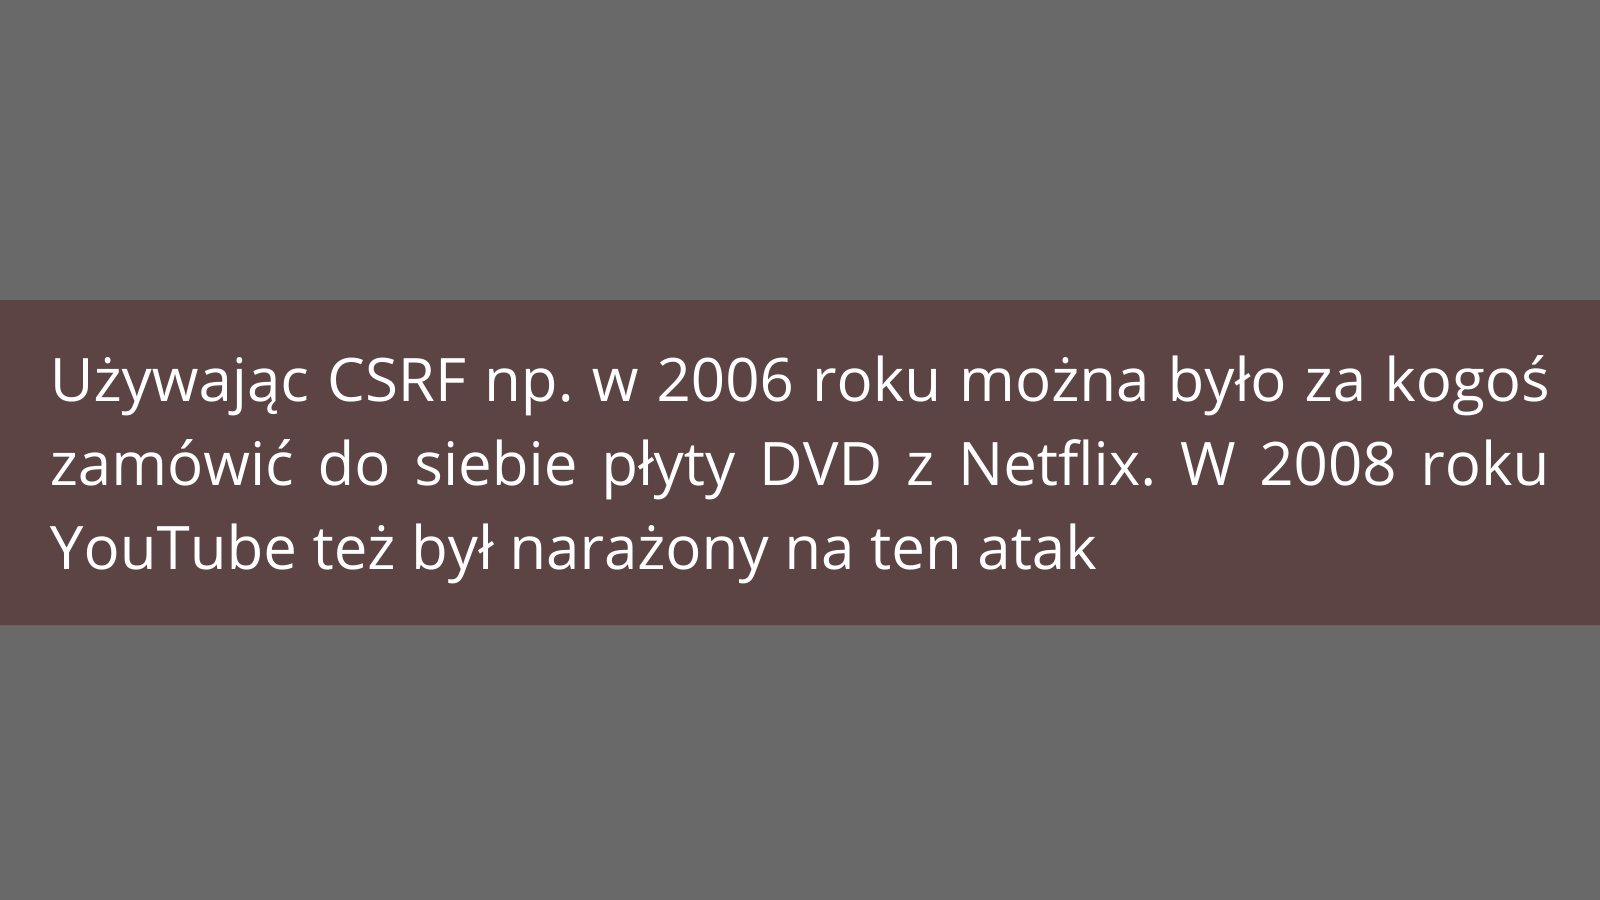 Używając CSRF np. w 2006 roku można było za kogoś
zamówić do siebie płyty DVD z Netflix. W 2008 roku
YouTube też był narażony na ten atak